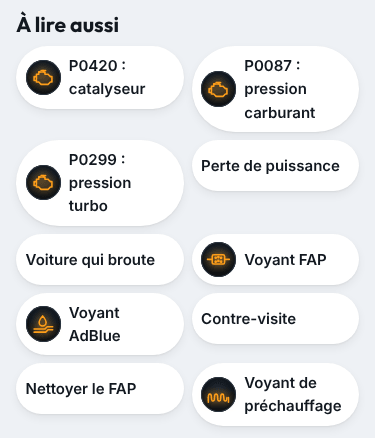 À lire aussi
P0420 :
catalyseur
P0087 :
pression
carburant
P0299 :
pression
turbo
Perte de puissance
Voiture qui broute
Voyant FAP
Voyant
AdBlue
Contre-visite
Nettoyer le FAP
Voyant de
préchauffage